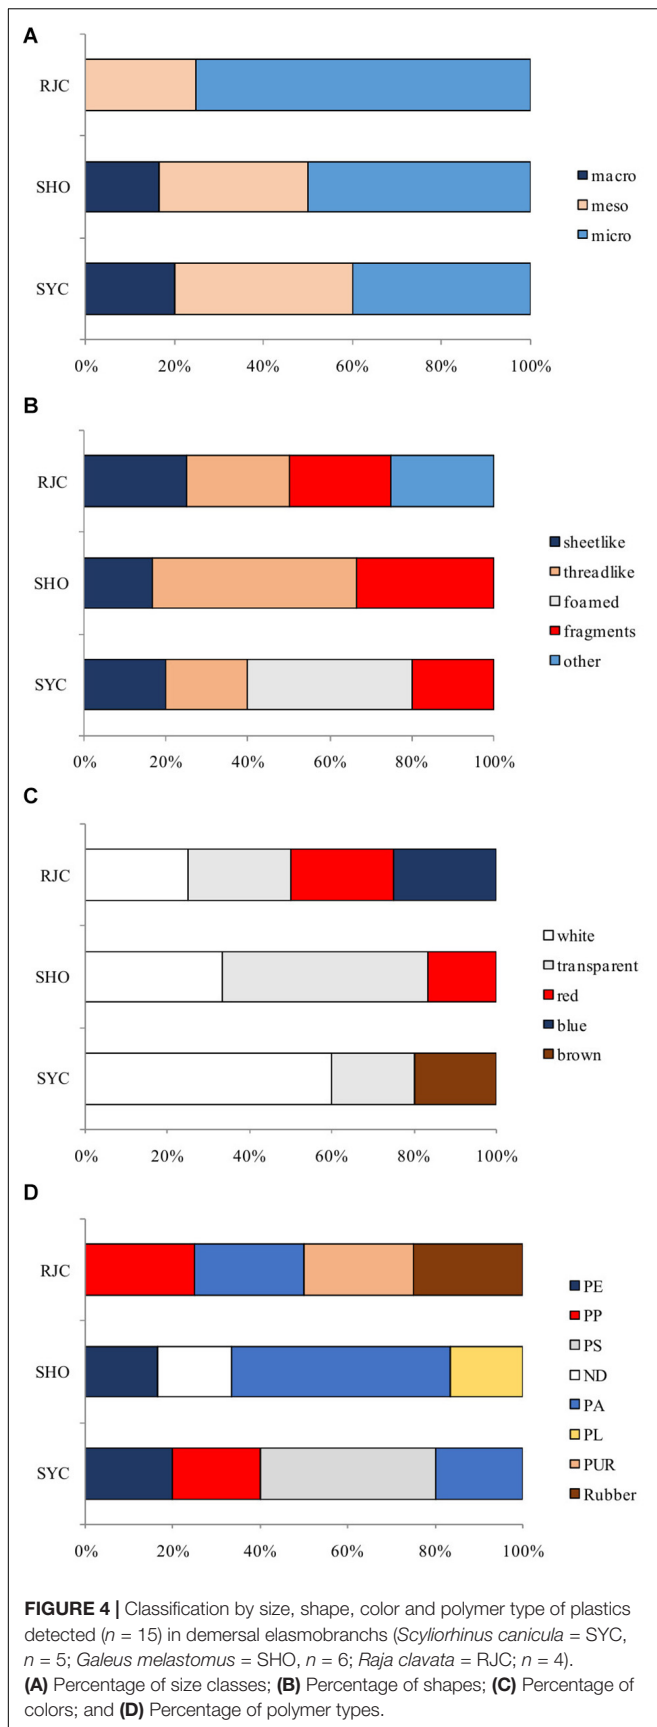 A
RJC
SHO
SYC
0% 20% 40% 60% 80% 100%
macro
meso
micro
B
RJC
SHO
SYC
0% 20% 40% 60% 80% 100%
sheetlike
threadlike
foamed
fragments
other
C
RJC
SHO
SYC
0% 20% 40% 60% 80% 100%
white
transparent
red
blue
brown
D
RJC
SHO
SYC
0% 20% 40% 60% 80% 100%
PE
PP
PS
ND
PA
PL
PUR
Rubber
FIGURE 4 | Classification by size, shape, color and polymer type of plastics
detected (n = 15) in demersal elasmobranchs (Scyliorhinus canicula = SYC,
n = 5; Galeus melastomus = SHO, n = 6; Raja clavata = RJC; n = 4).
(A) Percentage of size classes; (B) Percentage of shapes; (C) Percentage of
colors; and (D) Percentage of polymer types.